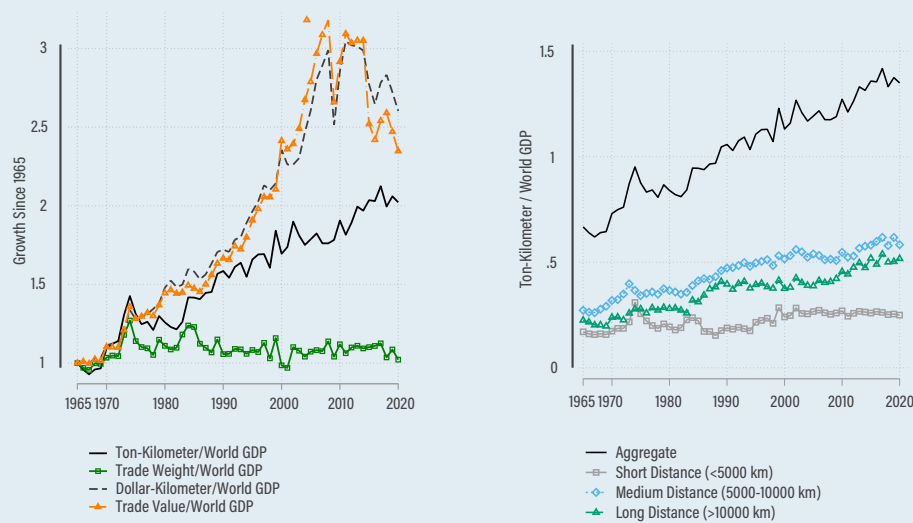 Growth Since 1965
3
2.5
2
1.5
1
1965 1970 1980 1990 2000 2010 2020
Ton-Kilometer/World GDP
Trade Weight/World GDP
Dollar-Kilometer/World GDP
Trade Value/World GDP
Ton-Kilometer / World GDP
1.5
1
.5
0
1965 1970 1980 1990 2000 2010 2020
Aggregate
Short Distance (<5000 km)
Medium Distance (5000-10000 km)
Long Distance (>10000 km)